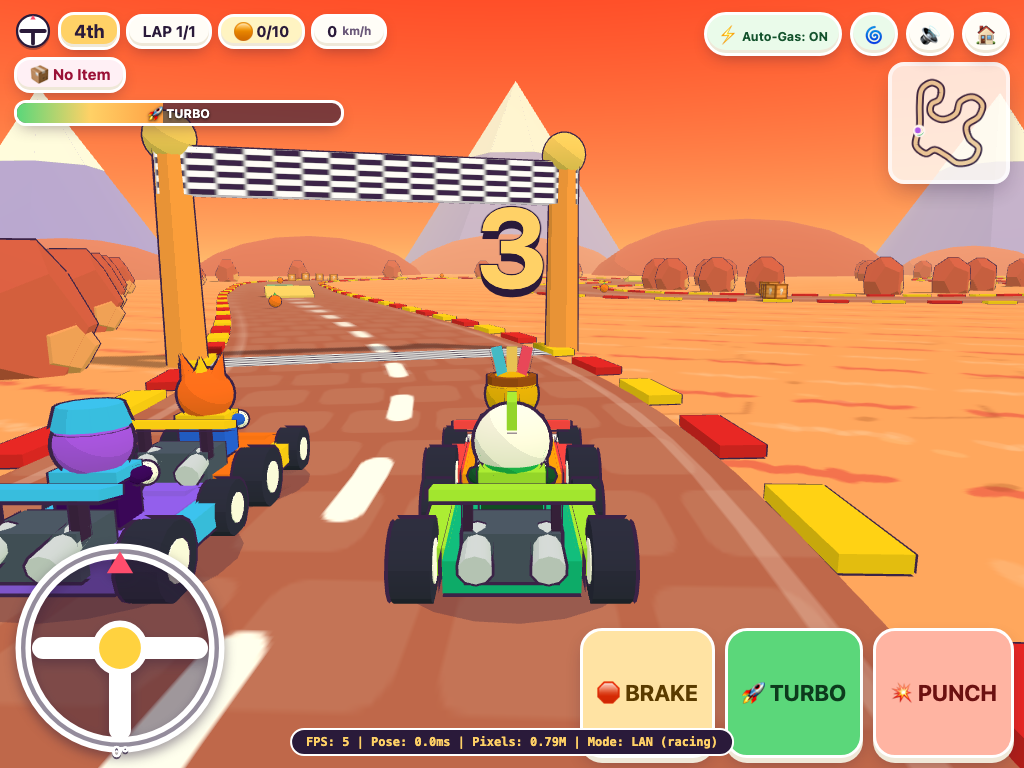 4th
LAP 1/1
0/10
0 km/h
Auto-Gas: ON
No Item
TURBO
3
BRAKE
TURBO
PUNCH
0°
FPS: 5 | Pose: 0.0ms | Pixels: 0.79M | Mode: LAN (racing)